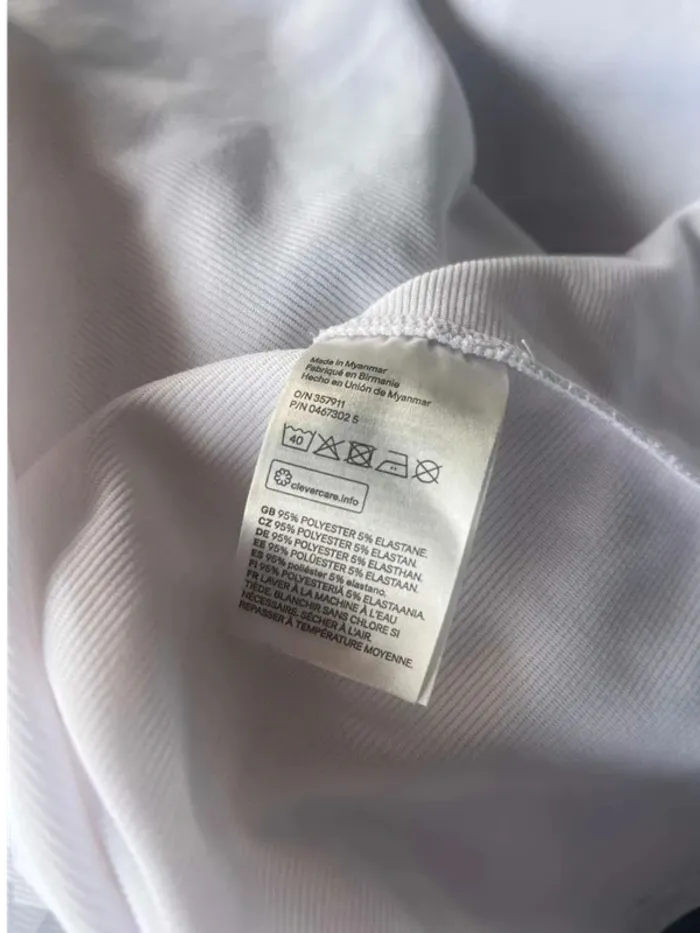 Made in Myanmar
Fabriqué en Birmanie
Hecho en Unión de Myanmar
O/N 357911
P/N 0467302 5
40
clevercare.info
GB 95% POLYESTER 5% ELASTANE.
CZ 95% POLYESTER 5% ELASTAN.
DE 95% POLYESTER 5% ELASTHAN.
EE 95% POLÜESTER 5% ELASTAAN.
ES 95% poliéster 5% elastano.
FI 95% POLYESTERIÄ 5% ELASTAANIA.
FR LAVER À LA MACHINE À L'EAU
TIÈDE, BLANCHIR SANS CHLORE SI
NÉCESSAIRE, SÉCHER À L'AIR,
REPASSER À TEMPÉRATURE MOYENNE.